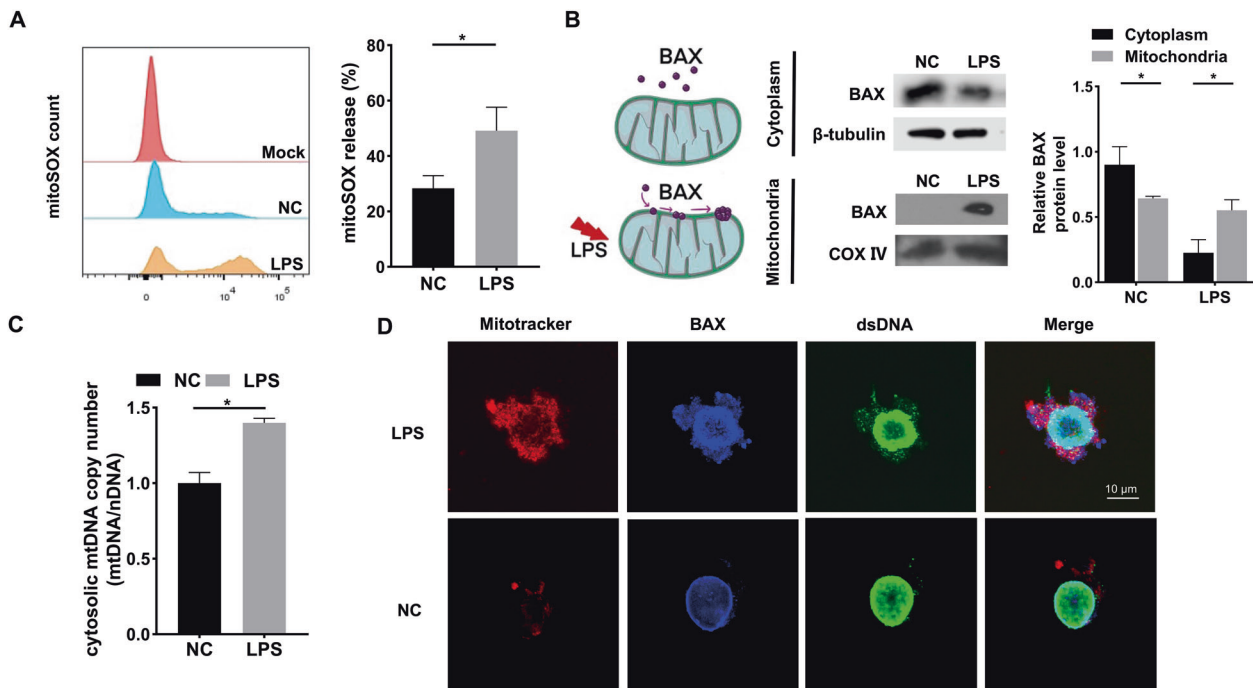 A
mitoSOX count
Mock
NC
LPS
0
10⁴
10⁵
mitoSOX release (%)
80
60
40
20
0
*
NC
LPS
B
BAX
BAX
LPS
Cytoplasm
NC LPS
BAX
β-tubulin
Mitochondria
NC LPS
BAX
COX IV
Cytoplasm
Mitochondria
Relative BAX
protein level
1.5
1.0
0.5
0.0
* *
NC LPS
C
NC LPS
cytosolic mtDNA copy number
(mtDNA/nDNA)
1.5
1.0
0.5
0.0
*
NC LPS
D
Mitotracker BAX dsDNA Merge
LPS
10 μm
NC